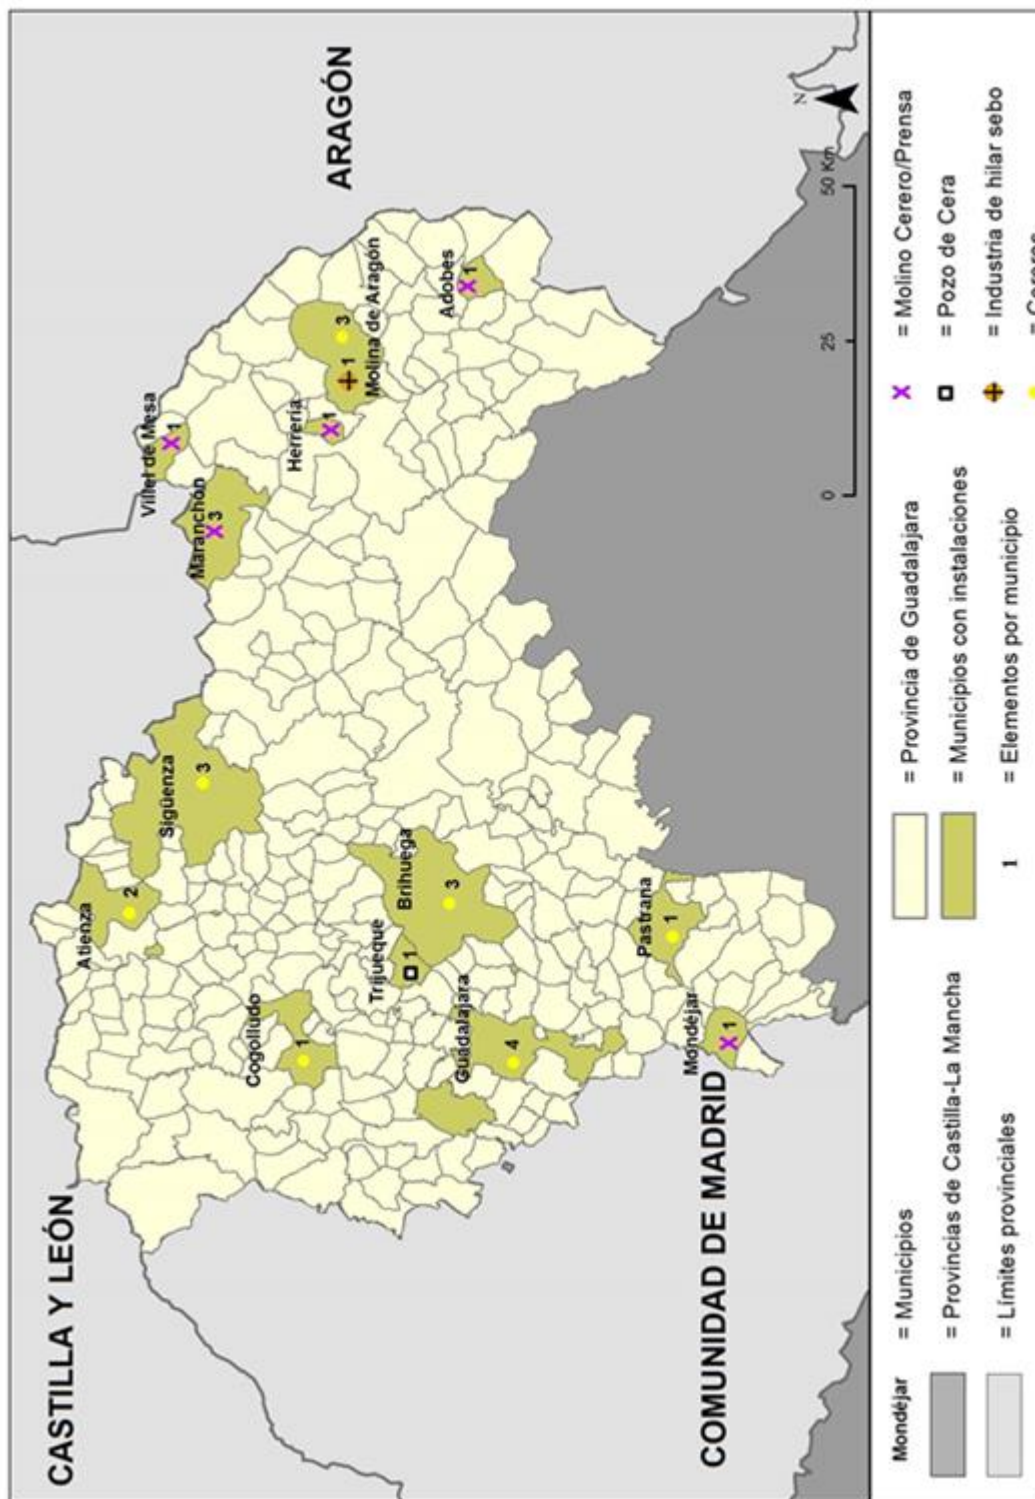 CASTILLA Y LEÓN
ARAGÓN
COMUNIDAD DE MADRID
Villel de Mesa
1
Maranchón
3
Atienza
2
Sigüenza
3
Herrería
1
Molina de Aragón
1
3
Adobes
1
Cogolludo
1
Trijueque
1
Brihuega
3
Guadalajara
4
Pastrana
1
Mondéjar
1
N
0 25 50 Km
Mondéjar = Municipios
= Provincias de Castilla-La Mancha
= Límites provinciales
= Provincia de Guadalajara
= Municipios con instalaciones
1 = Elementos por municipio
= Molino Cerero/Prensa
= Pozo de Cera
= Industria de hilar sebo